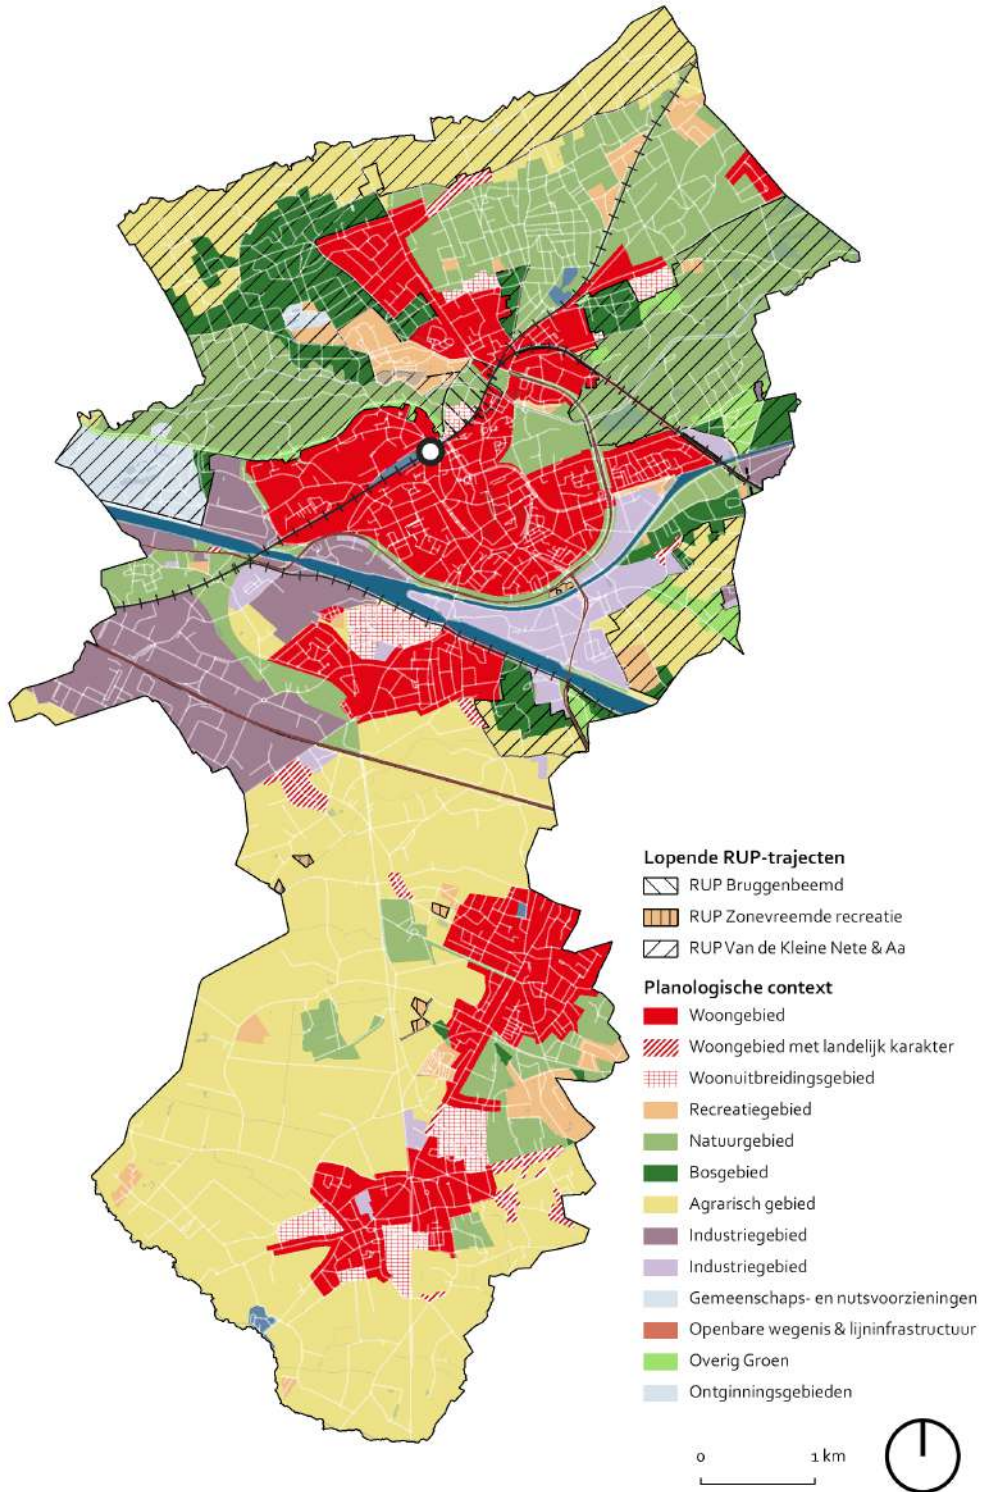 Lopende RUP-trajecten
RUP Bruggenbeemd
RUP Zonevreemde recreatie
RUP Van de Kleine Nete & Aa
Planologische context
Woongebied
Woongebied met landelijk karakter
Woonuitbreidingsgebied
Recreatiegebied
Natuurgebied
Bosgebied
Agrarisch gebied
Industriegebied
Industriegebied
Gemeenschaps- en nutsvoorzieningen
Openbare wegenis & lijninfrastructuur
Overig Groen
Ontginningsgebieden
0 1 km